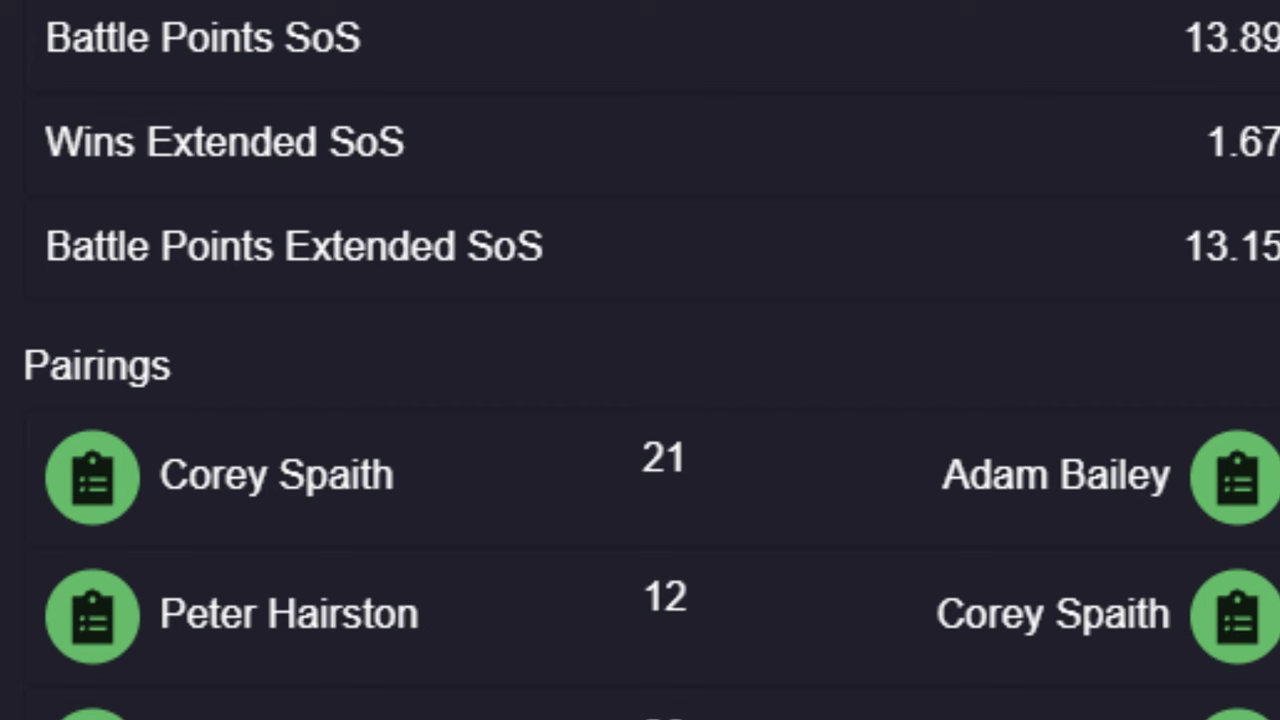 Battle Points SoS 13.89
Wins Extended SoS 1.67
Battle Points Extended SoS 13.15
Pairings
Corey Spaith 21 Adam Bailey
Peter Hairston 12 Corey Spaith